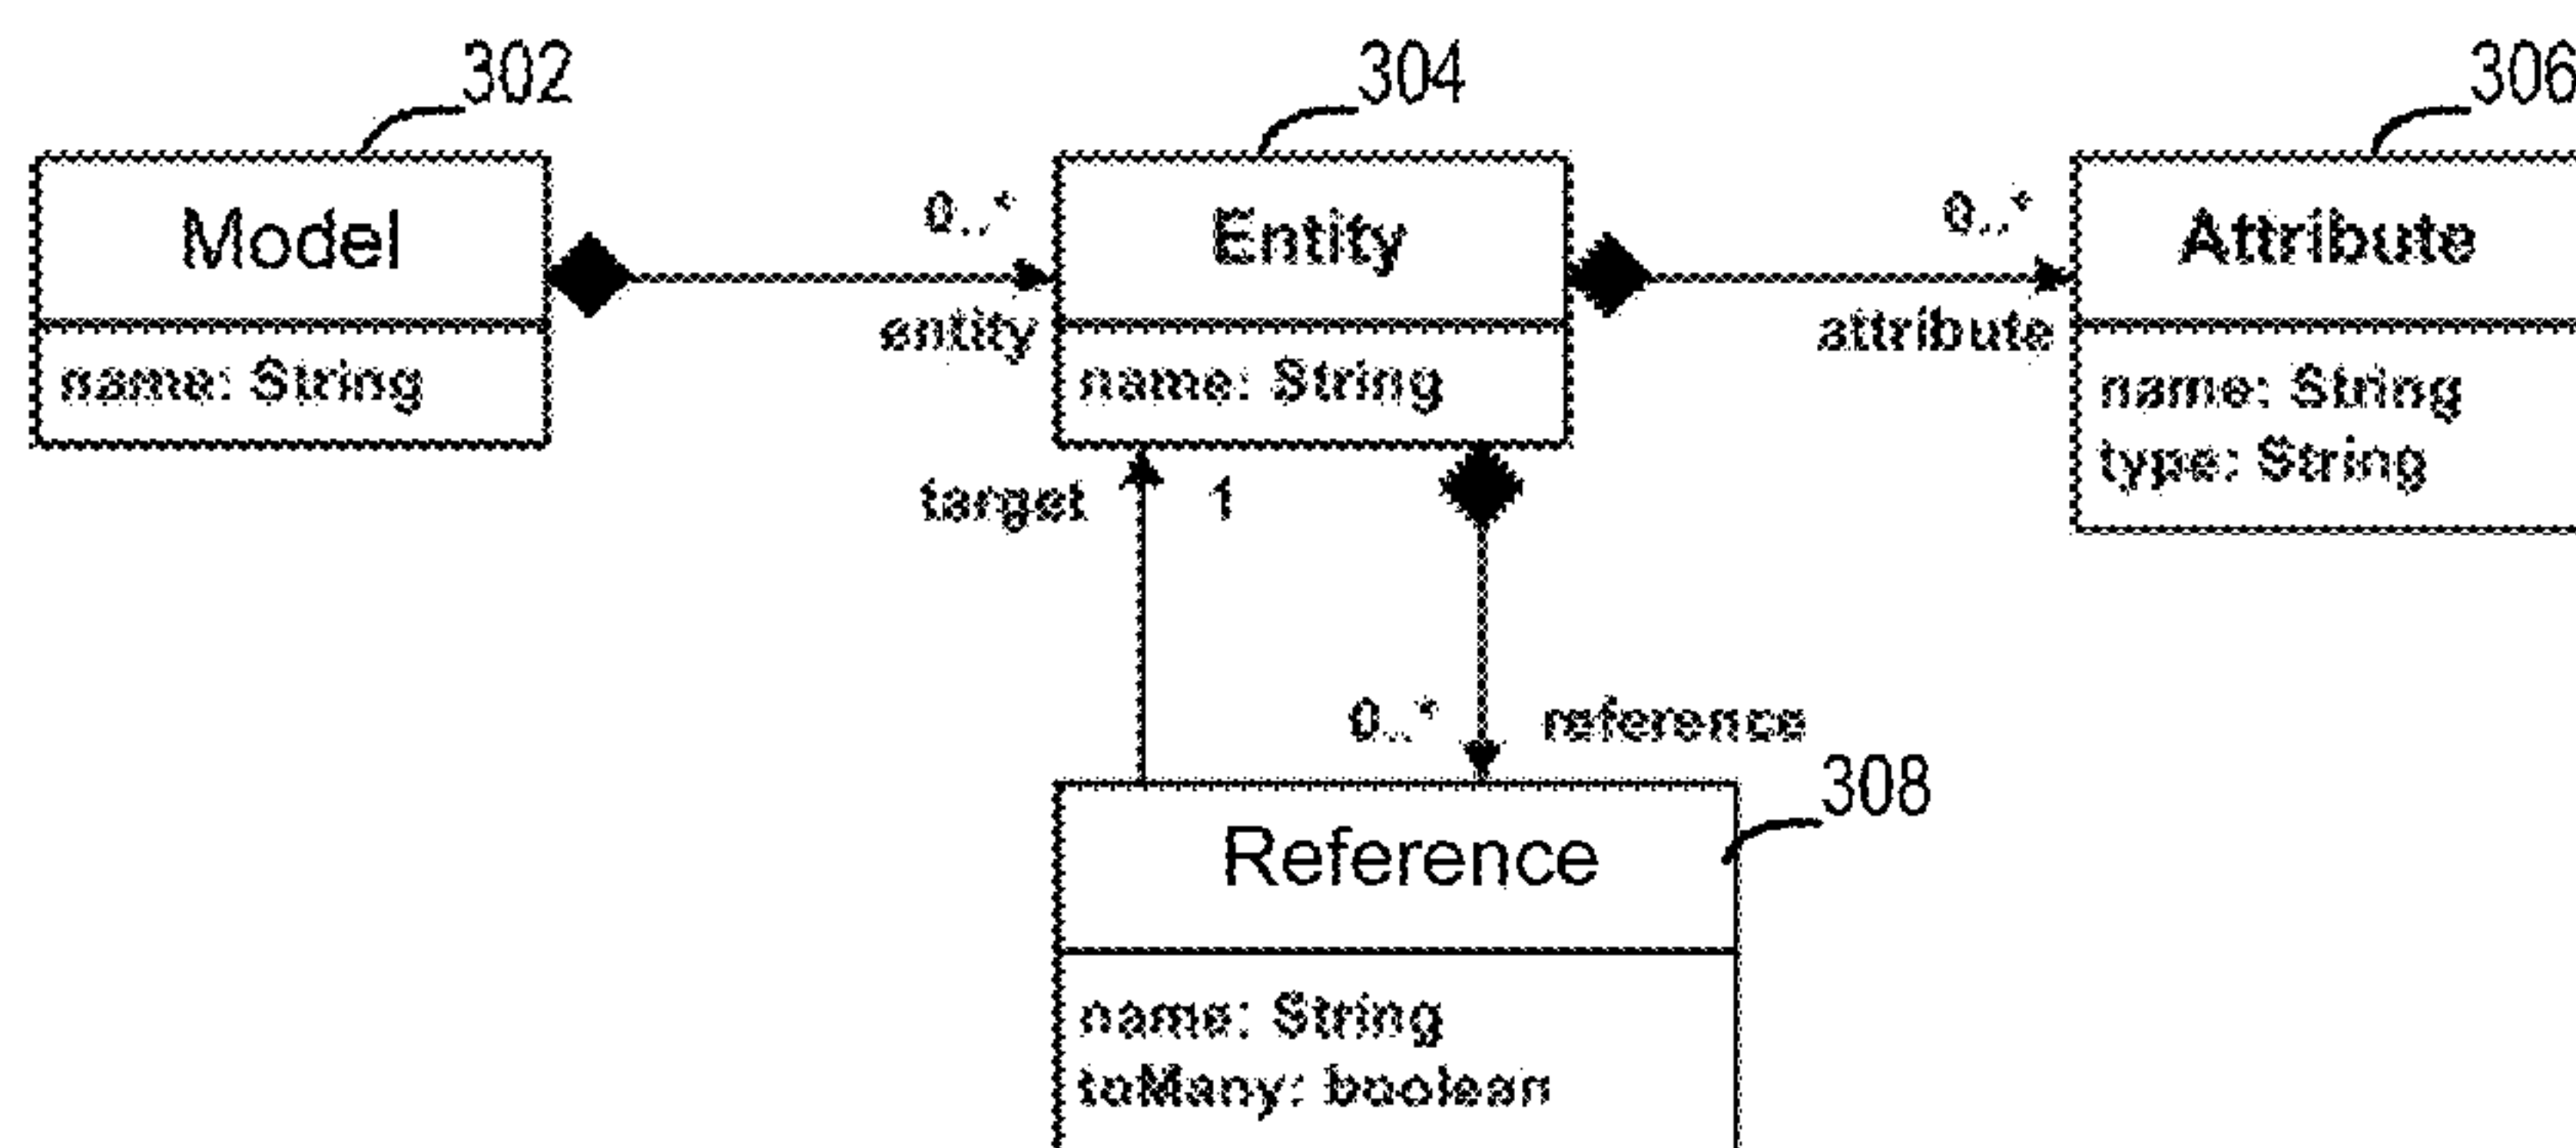 302
304
306
Model
0..*
Entity
0..*
Attribute
entity
attribute
name: String
name: String
name: String
type: String
target
1
0..*
reference
308
Reference
name: String
toMany: boolean